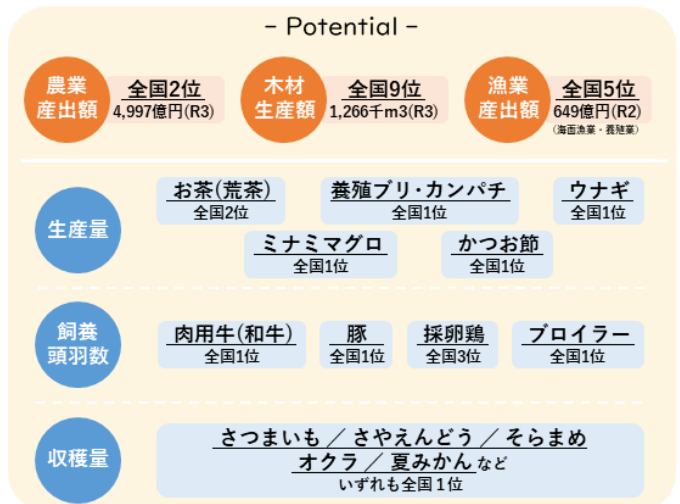 – Potential –
農業
産出額
全国2位
4,997億円(R3)
木材
生産額
全国9位
1,266千m3(R3)
漁業
産出額
全国5位
649億円(R2)
(海面漁業・養殖業)
生産量
お茶(荒茶)
全国2位
養殖ブリ・カンパチ
全国1位
ウナギ
全国1位
ミナミマグロ
全国1位
かつお節
全国1位
飼養
頭羽数
肉用牛(和牛)
全国1位
豚
全国1位
採卵鶏
全国3位
ブロイラー
全国1位
収穫量
さつまいも ／ さやえんどう ／ そらまめ
オクラ ／ 夏みかん など
いずれも全国１位